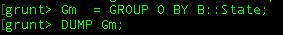 [grunt> Gm  = GROUP O BY B::State;
[grunt> DUMP Gm;